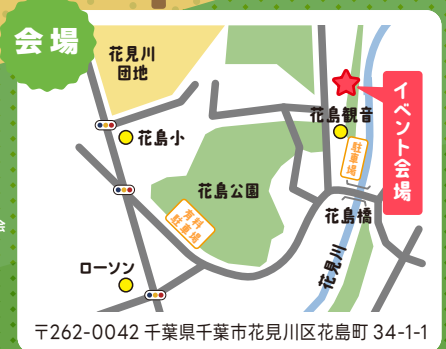 会場
花見川
団地
花島小
花島観音
駐車場
イベント会場
花島公園
有料
駐車場
花島橋
花見川
ローソン
会
〒262-0042 千葉県千葉市花見川区花島町 34-1-1